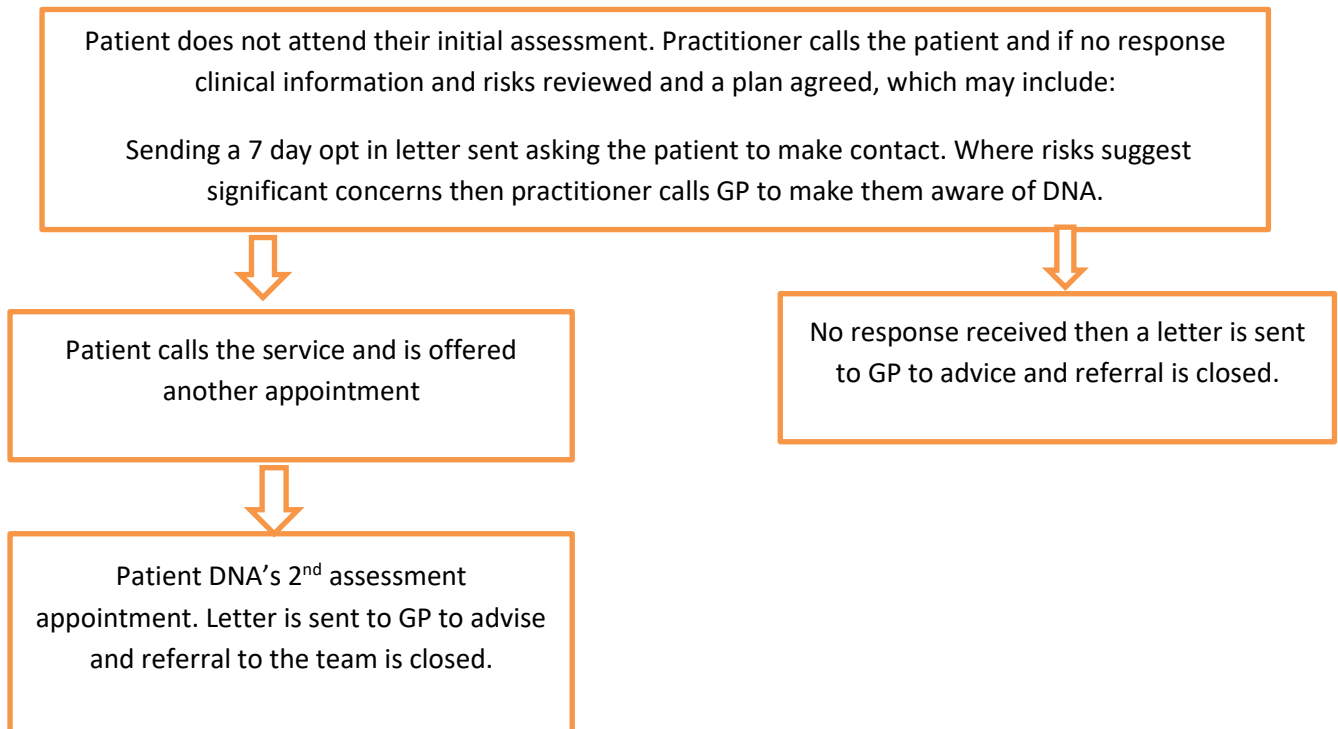 Patient does not attend their initial assessment. Practitioner calls the patient and if no response
clinical information and risks reviewed and a plan agreed, which may include:
Sending a 7 day opt in letter sent asking the patient to make contact. Where risks suggest
significant concerns then practitioner calls GP to make them aware of DNA.
Patient calls the service and is offered
another appointment
No response received then a letter is sent
to GP to advice and referral is closed.
Patient DNA’s 2nd assessment
appointment. Letter is sent to GP to advise
and referral to the team is closed.